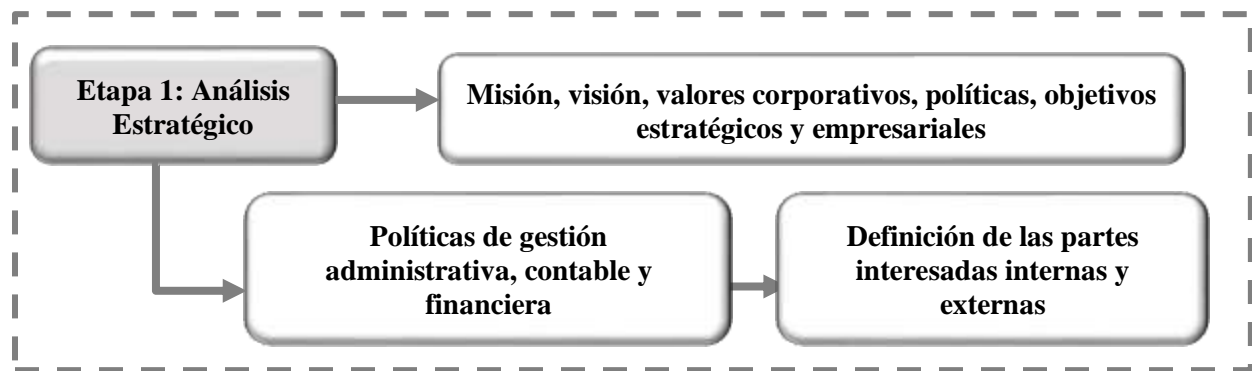 Etapa 1: Análisis
Estratégico
Misión, visión, valores corporativos, políticas, objetivos
estratégicos y empresariales
Políticas de gestión
administrativa, contable y
financiera
Definición de las partes
interesadas internas y
externas